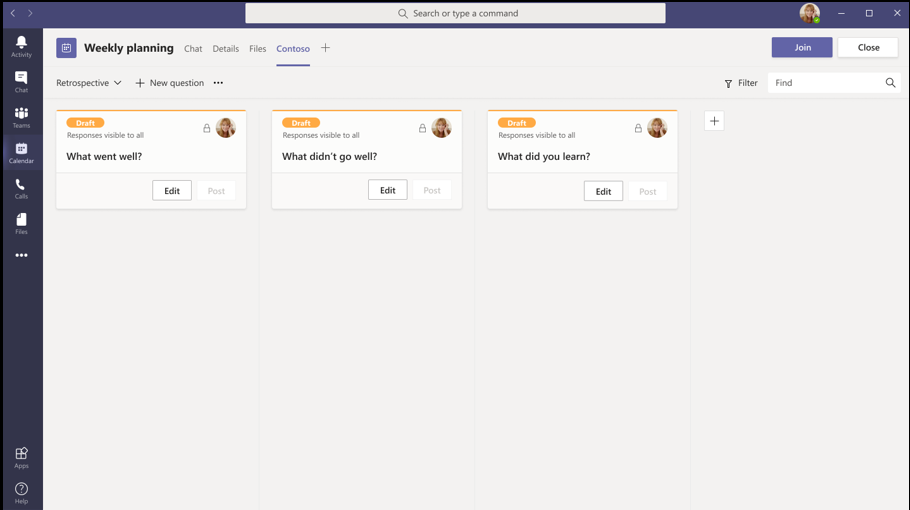 Search or type a command
Activity
Chat
Teams
Calendar
Calls
Files
Apps
Help
Weekly planning Chat Details Files Contoso
Join Close
Retrospective New question
Filter Find
Draft
Responses visible to all
What went well?
Edit Post
Draft
Responses visible to all
What didn't go well?
Edit Post
Draft
Responses visible to all
What did you learn?
Edit Post